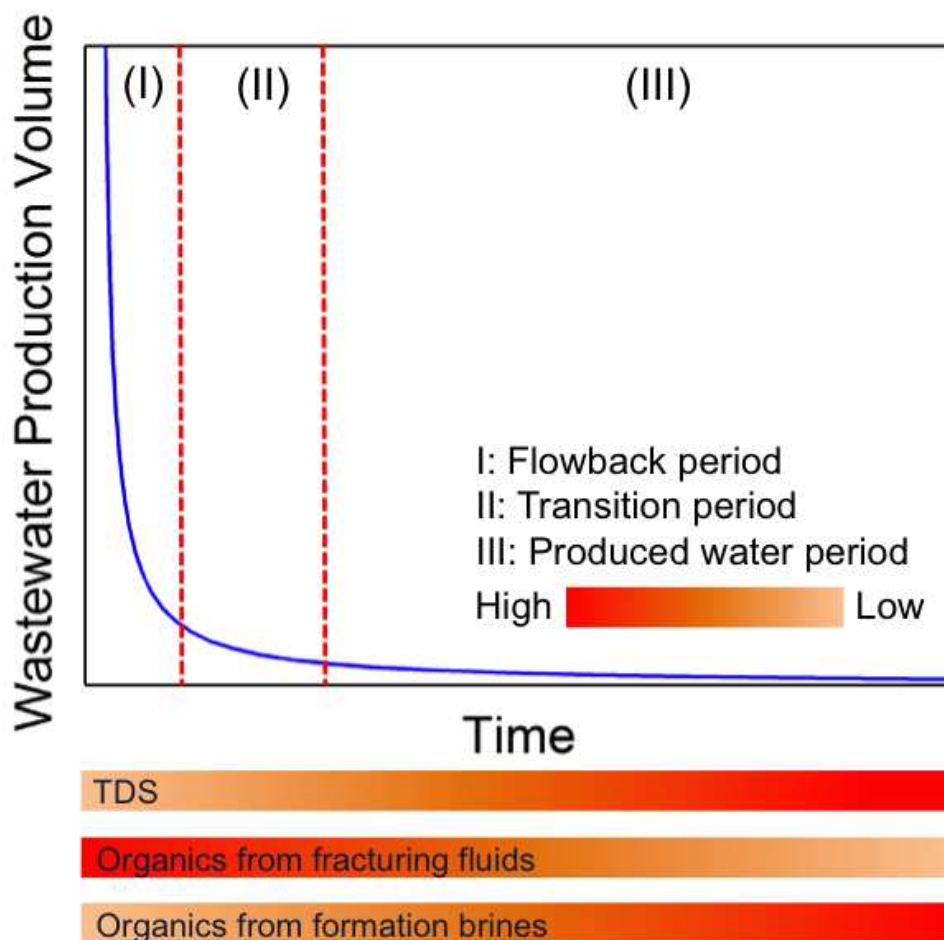 Wastewater Production Volume
(I) (II) (III)
I: Flowback period
II: Transition period
III: Produced water period
High Low
Time
TDS
Organics from fracturing fluids
Organics from formation brines